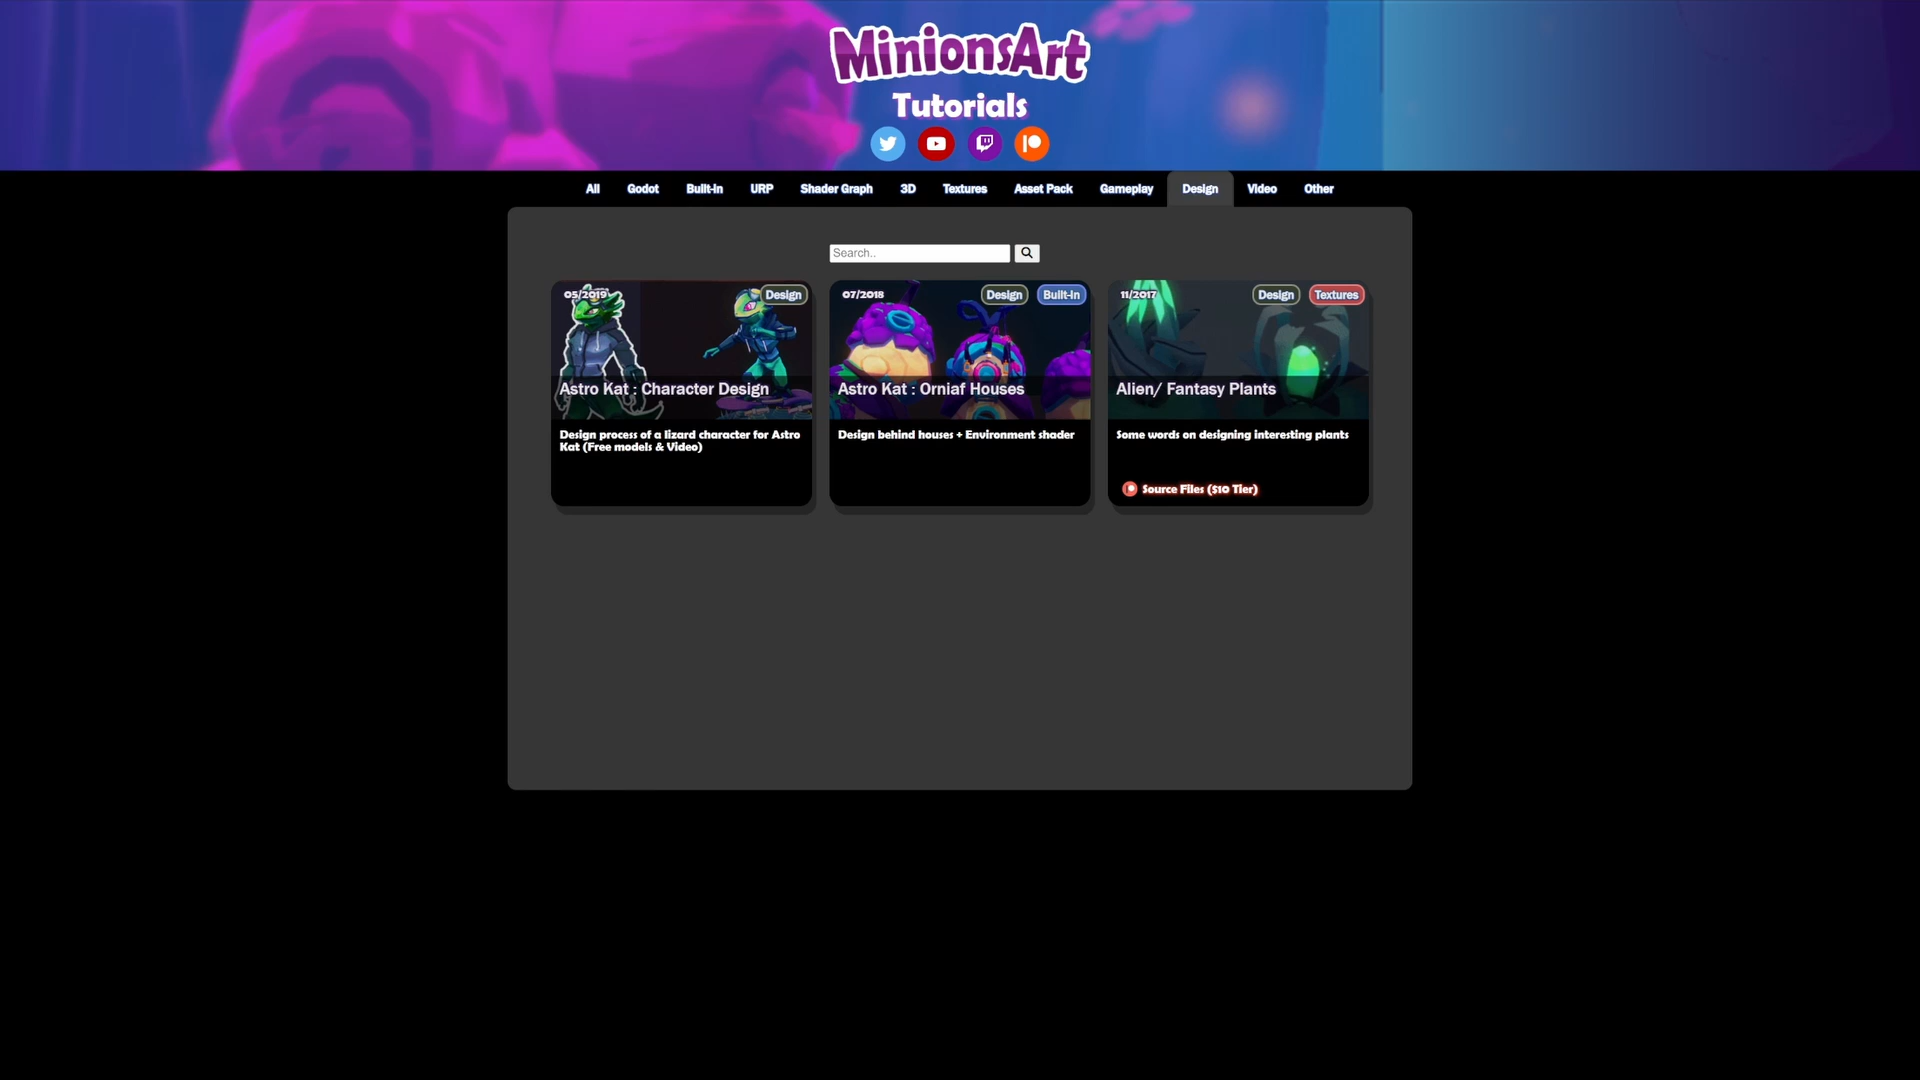 MinionsArt
Tutorials
All Godot Built-in URP Shader Graph 3D Textures Asset Pack Gameplay Design Video Other
Search..
05/2019 Design
Astro Kat : Character Design
Design process of a lizard character for Astro
Kat (Free models & Video)
07/2018 Design Built-in
Astro Kat : Orniaf Houses
Design behind houses + Environment shader
11/2017 Design Textures
Alien/ Fantasy Plants
Some words on designing interesting plants
Source Files ($10 Tier)